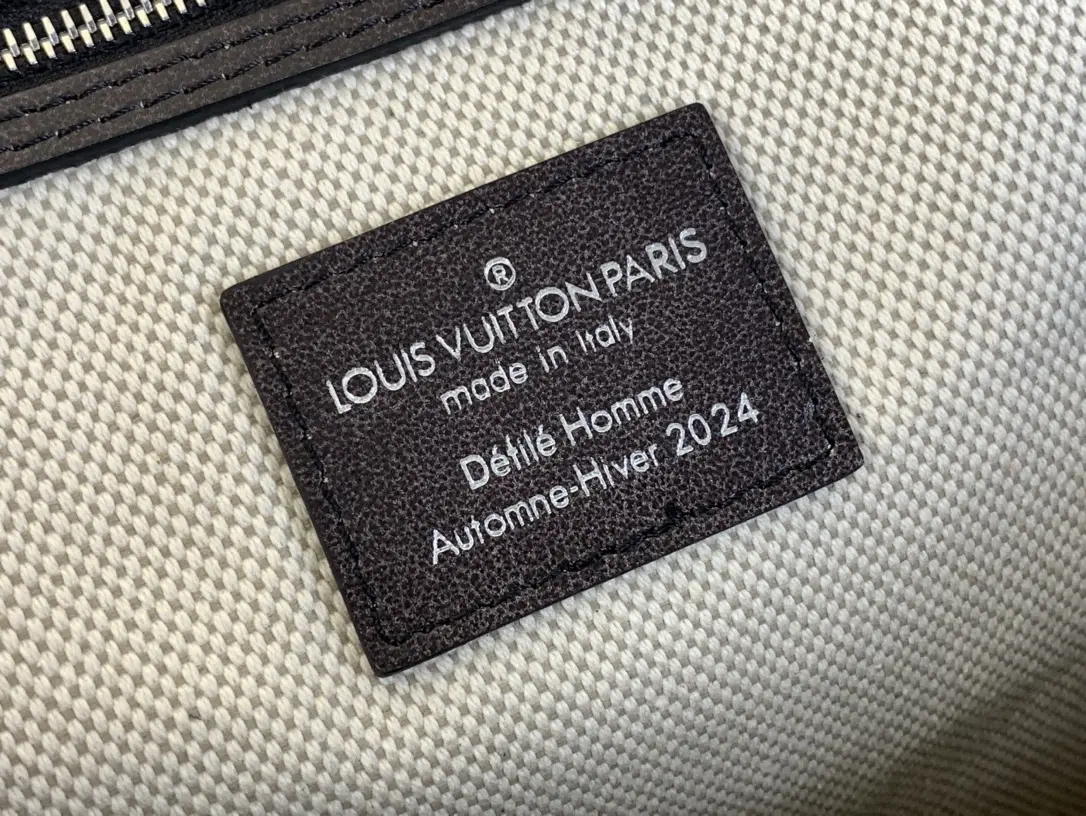 ®
LOUIS VUITTON PARIS
made in Italy
Défilé Homme
Automne-Hiver 2024